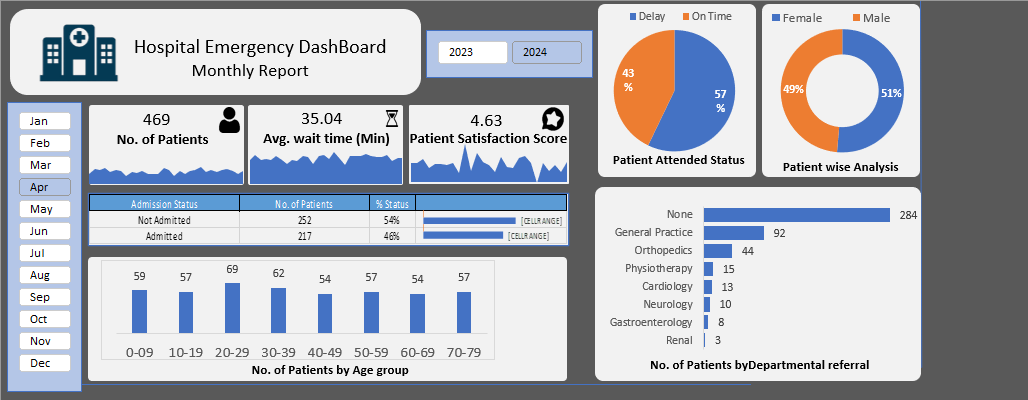 Hospital Emergency DashBoard
Monthly Report
2023
2024
Jan
Feb
Mar
Apr
May
Jun
Jul
Aug
Sep
Oct
Nov
Dec
469
No. of Patients
35.04
Avg. wait time (Min)
4.63
Patient Satisfaction Score
Admission Status No. of Patients % Status
Not Admitted 252 54% [CELLRANGE]
Admitted 217 46% [CELLRANGE]
59 57 69 62 54 57 54 57
0-09 10-19 20-29 30-39 40-49 50-59 60-69 70-79
No. of Patients by Age group
Delay On Time
43
%
57
%
Patient Attended Status
Female Male
49% 51%
Patient wise Analysis
None 284
General Practice 92
Orthopedics 44
Physiotherapy 15
Cardiology 13
Neurology 10
Gastroenterology 8
Renal 3
No. of Patients byDepartmental referral